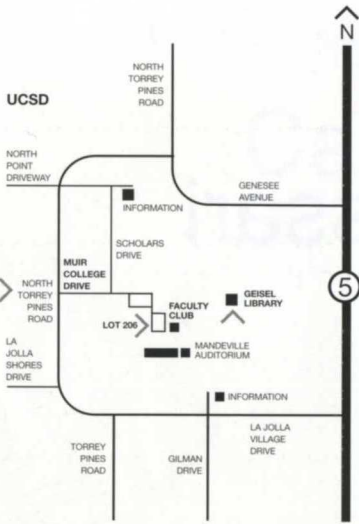 N
NORTH
TORREY
PINES
ROAD
UCSD
NORTH
POINT
DRIVEWAY
GENESEE
AVENUE
INFORMATION
SCHOLARS
DRIVE
MUIR
COLLEGE
DRIVE
NORTH
TORREY
PINES
ROAD
5
GEISEL
LIBRARY
FACULTY
CLUB
LOT 206
LA
JOLLA
SHORES
DRIVE
MANDEVILLE
AUDITORIUM
INFORMATION
LA JOLLA
VILLAGE
DRIVE
TORREY
PINES
ROAD
GILMAN
DRIVE